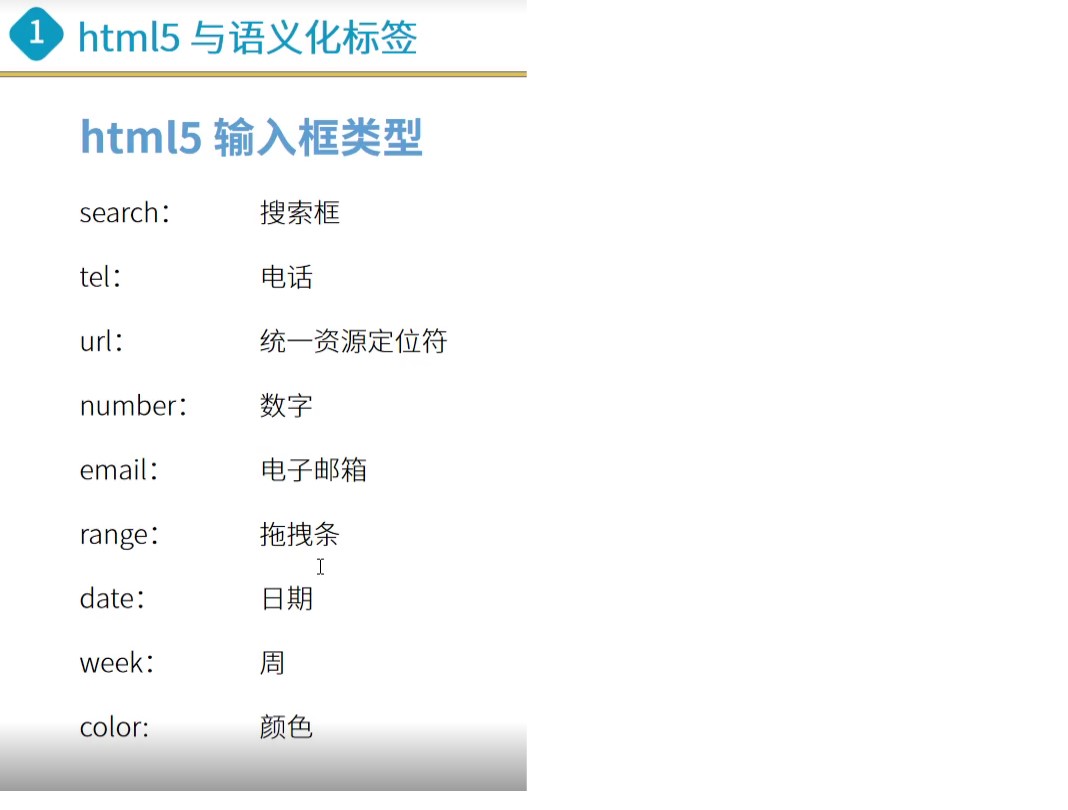 1 html5 与语义化标签
html5 输入框类型
search： 搜索框
tel： 电话
url： 统一资源定位符
number： 数字
email： 电子邮箱
range： 拖拽条
date： 日期
week： 周
color: 颜色